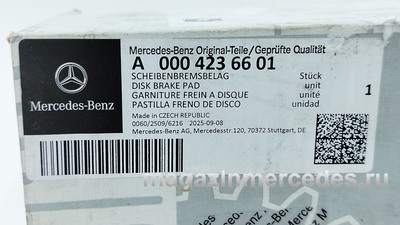 Mercedes-Benz Original-Teile/Geprüfte Qualität
A 000 423 66 01
SCHEIBENBREMSBELAG Stück
DISK BRAKE PAD unit
GARNITURE FREIN A DISQUE unité
PASTILLA FRENO DE DISCO unidad
1
Mercedes-Benz
Made in CZECH REPUBLIC
0060/2509/6216 2025-09-08
Mercedes-Benz AG, Mercedesstr.120, 70372 Stuttgart, DE
magazinmercedes.ru
Mercedes-Benz